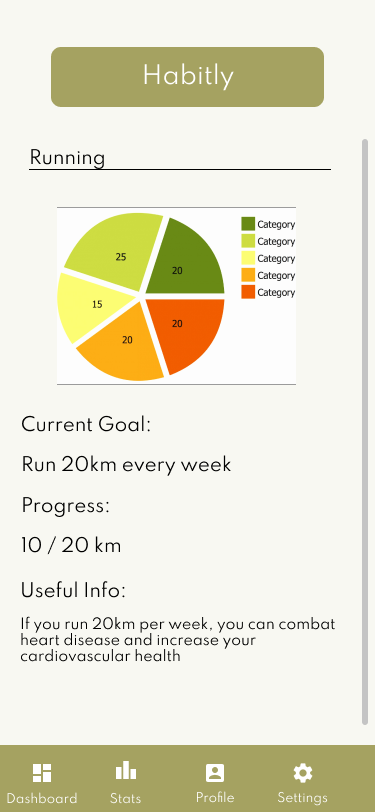 Habitly
Running
25
20
15
20
20
Category
Category
Category
Category
Category
Current Goal:
Run 20km every week
Progress:
10 / 20 km
Useful Info:
If you run 20km per week, you can combat
heart disease and increase your
cardiovascular health
Dashboard Stats Profile Settings